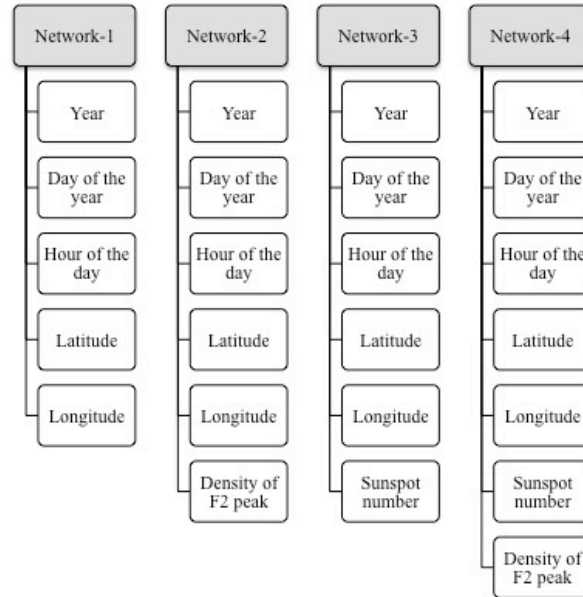 Network-1
Year
Day of the
year
Hour of the
day
Latitude
Longitude
Network-2
Year
Day of the
year
Hour of the
day
Latitude
Longitude
Density of
F2 peak
Network-3
Year
Day of the
year
Hour of the
day
Latitude
Longitude
Sunspot
number
Network-4
Year
Day of the
year
Hour of the
day
Latitude
Longitude
Sunspot
number
Density of
F2 peak